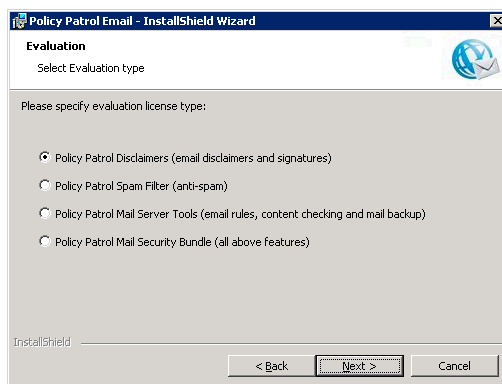 Policy Patrol Email - InstallShield Wizard
Evaluation
Select Evaluation type
Please specify evaluation license type:
Policy Patrol Disclaimers (email disclaimers and signatures)
Policy Patrol Spam Filter (anti-spam)
Policy Patrol Mail Server Tools (email rules, content checking and mail backup)
Policy Patrol Mail Security Bundle (all above features)
InstallShield
< Back
Next >
Cancel